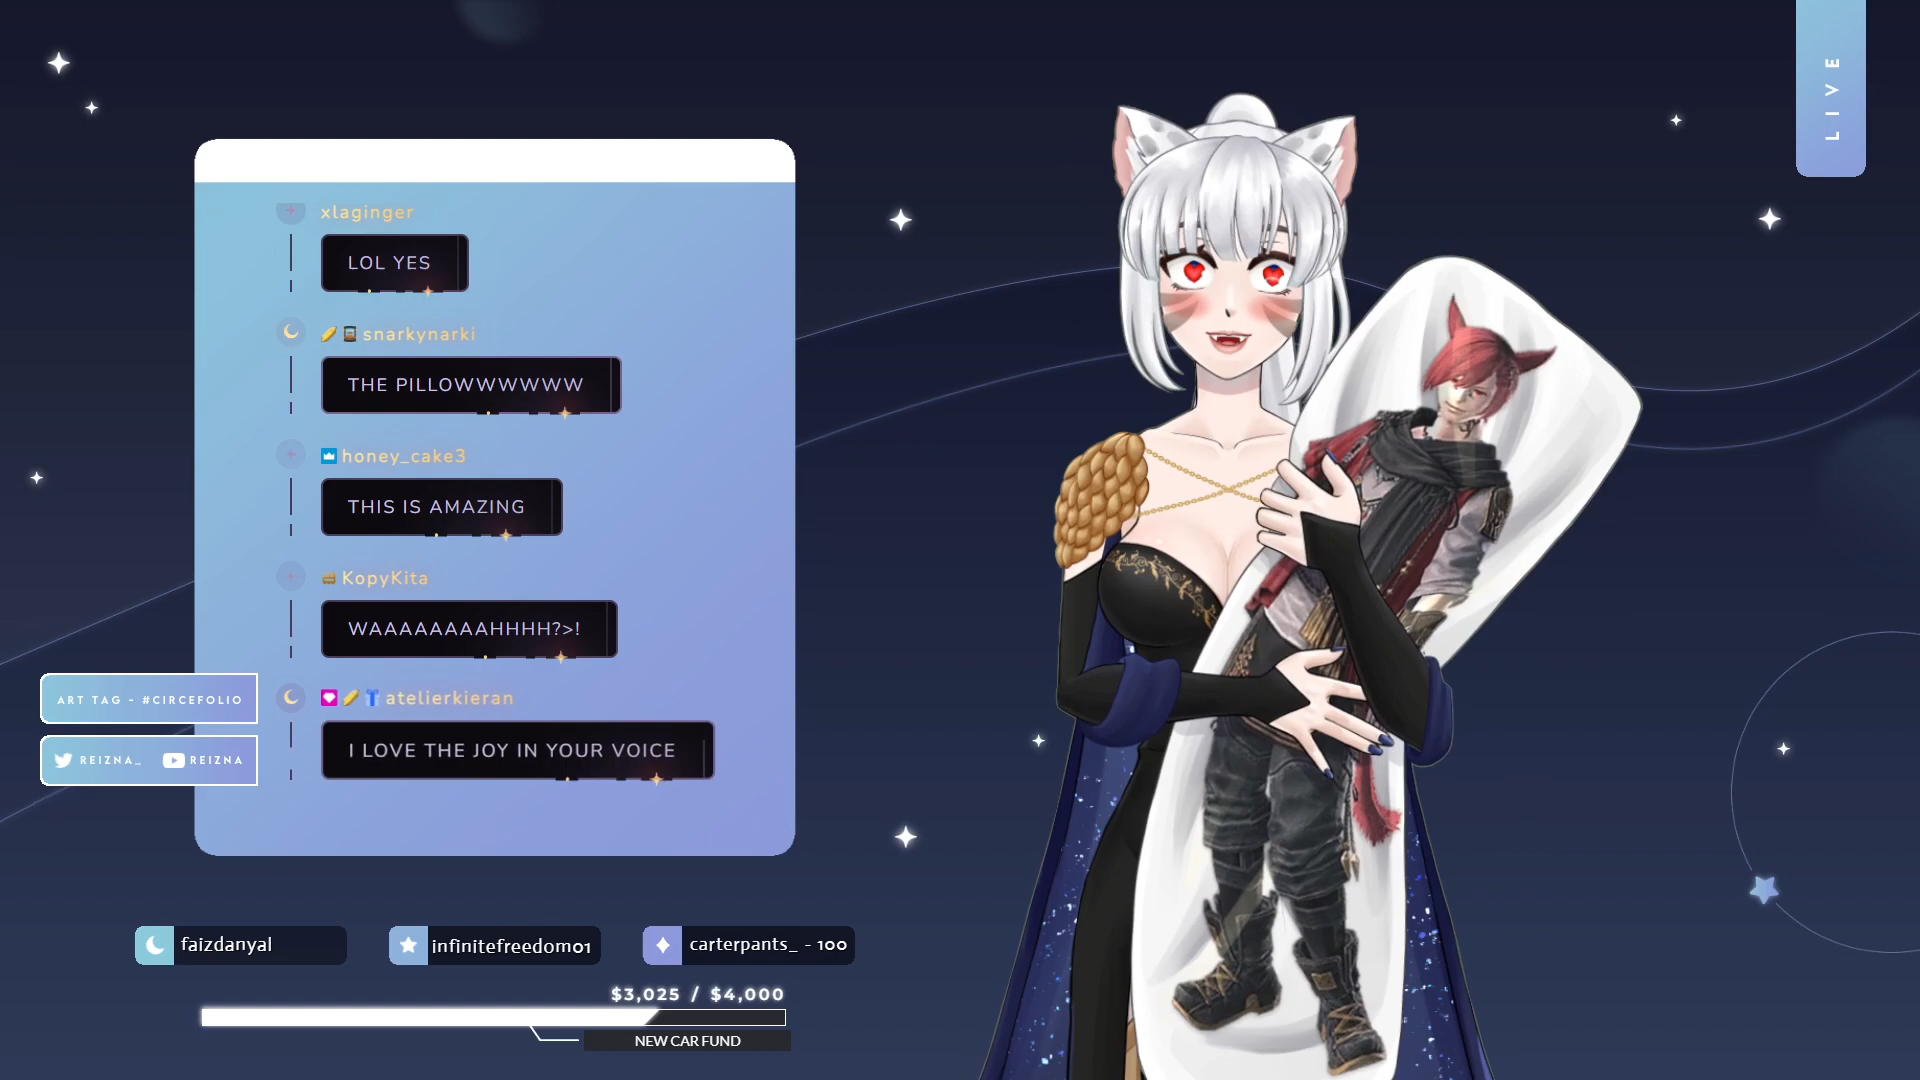 LIVE
xlaginger
LOL YES
snarkynarki
THE PILLOWWWWWW
honey_cake3
THIS IS AMAZING
KopyKita
WAAAAAAAAHHHH?>!
atelierkieran
I LOVE THE JOY IN YOUR VOICE
ART TAG - #CIRCEFOLIO
REIZNA_ REIZNA
faizdanyal
infinitefreedom01
carterpants_ - 100
$3,025 / $4,000
NEW CAR FUND